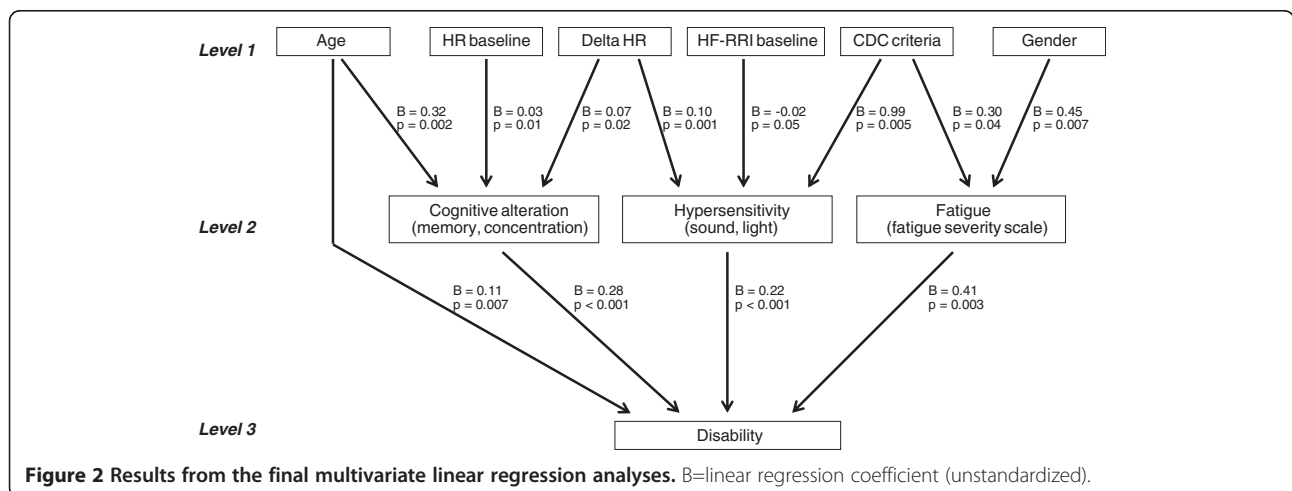 Level 1
Age
HR baseline
Delta HR
HF-RRI baseline
CDC criteria
Gender
B = 0.32
p = 0.002
B = 0.03
p = 0.01
B = 0.07
p = 0.02
B = 0.10
p = 0.001
B = -0.02
p = 0.05
B = 0.99
p = 0.005
B = 0.30
p = 0.04
B = 0.45
p = 0.007
Level 2
Cognitive alteration
(memory, concentration)
Hypersensitivity
(sound, light)
Fatigue
(fatigue severity scale)
B = 0.11
p = 0.007
B = 0.28
p < 0.001
B = 0.22
p < 0.001
B = 0.41
p = 0.003
Level 3
Disability
Figure 2 Results from the final multivariate linear regression analyses. B=linear regression coefficient (unstandardized).